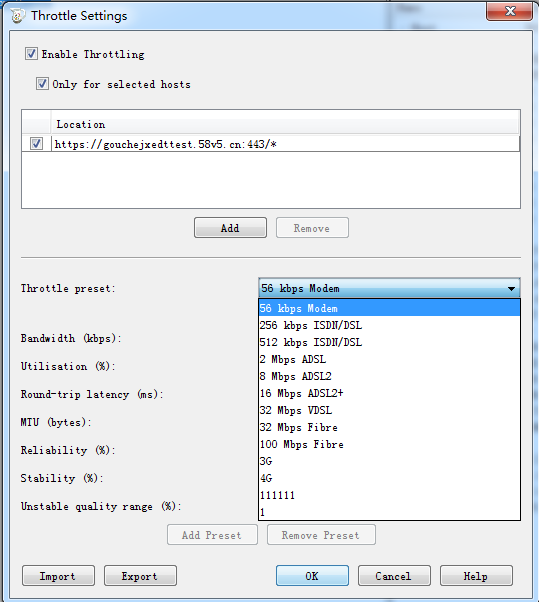 Throttle Settings
Enable Throttling
Only for selected hosts
Location
https://gouchejxedttest.58v5.cn:443/*
Add Remove
Throttle preset: 56 kbps Modem
56 kbps Modem
256 kbps ISDN/DSL
512 kbps ISDN/DSL
2 Mbps ADSL
8 Mbps ADSL2
16 Mbps ADSL2+
32 Mbps VDSL
32 Mbps Fibre
100 Mbps Fibre
3G
4G
111111
1
Bandwidth (kbps):
Utilisation (%):
Round-trip latency (ms):
MTU (bytes):
Reliability (%):
Stability (%):
Unstable quality range (%):
Add Preset Remove Preset
Import Export OK Cancel Help